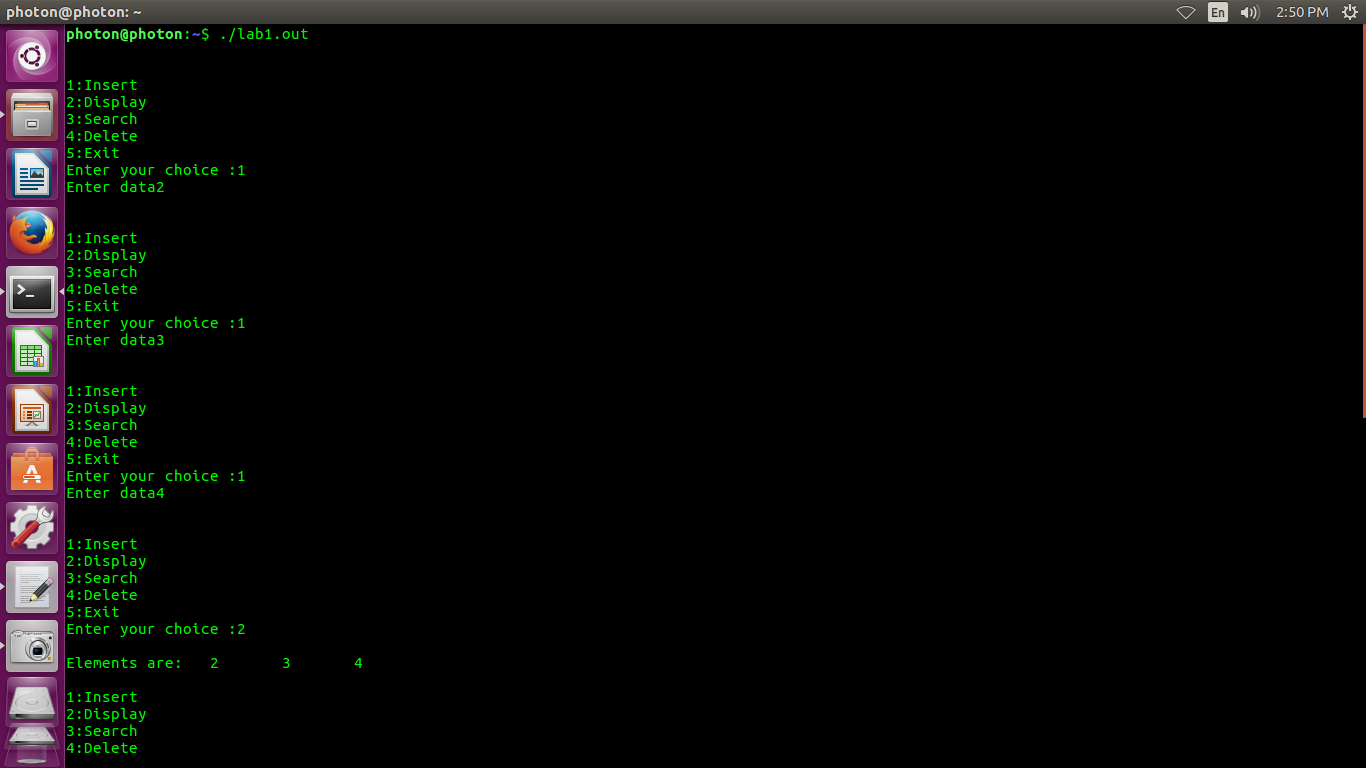 photon@photon: ~
En
2:50 PM
photon@photon:~$ ./lab1.out
1:Insert
2:Display
3:Search
4:Delete
5:Exit
Enter your choice :1
Enter data2
1:Insert
2:Display
3:Search
4:Delete
5:Exit
Enter your choice :1
Enter data3
1:Insert
2:Display
3:Search
4:Delete
5:Exit
Enter your choice :1
Enter data4
1:Insert
2:Display
3:Search
4:Delete
5:Exit
Enter your choice :2
Elements are:   2       3       4
1:Insert
2:Display
3:Search
4:Delete